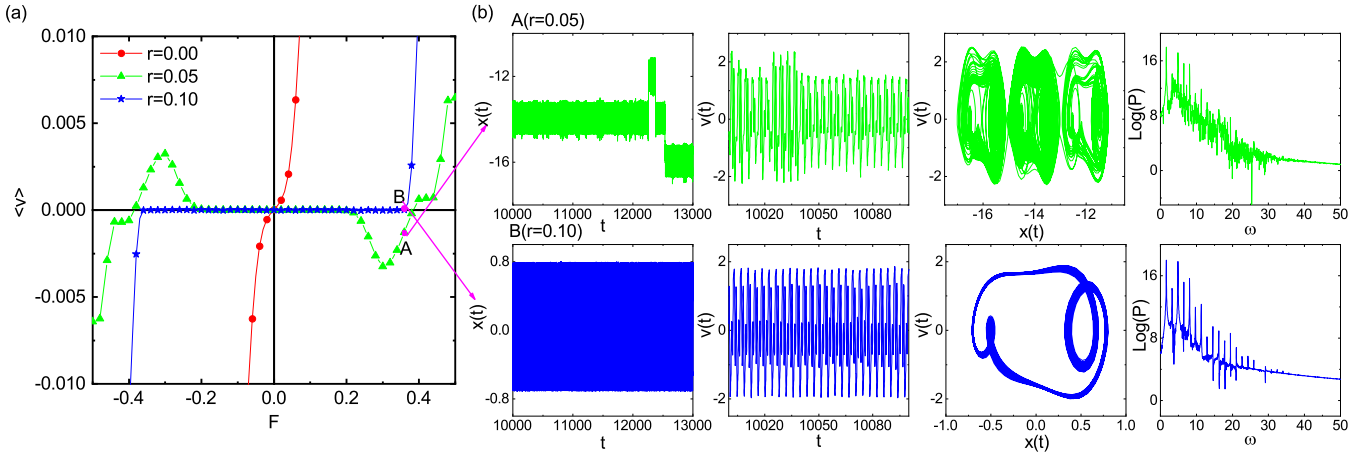 (a)
0.010
0.005
0.000
-0.005
-0.010
<v>
r=0.00
r=0.05
r=0.10
B
A
-0.4 -0.2 0.0 0.2 0.4
F
(b)
A(r=0.05)
-12
-16
x(t)
10000 11000 12000 13000
t
2
0
-2
v(t)
10020 10050 10080
t
2
0
-2
v(t)
-16 -14 -12
x(t)
16
8
0
Log(P)
0 10 20 30 40 50
ω
B(r=0.10)
0.8
0.0
-0.8
x(t)
10000 11000 12000 13000
t
2
0
-2
v(t)
10020 10050 10080
t
2
0
-2
v(t)
-1.0 -0.5 0.0 0.5 1.0
x(t)
16
8
0
Log(P)
0 10 20 30 40 50
ω